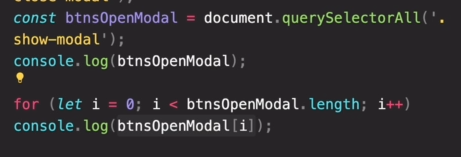 const btnsOpenModal = document.querySelectorAll('.
show-modal');
console.log(btnsOpenModal);
for (let i = 0; i < btnsOpenModal.length; i++)
console.log(btnsOpenModal[i]);